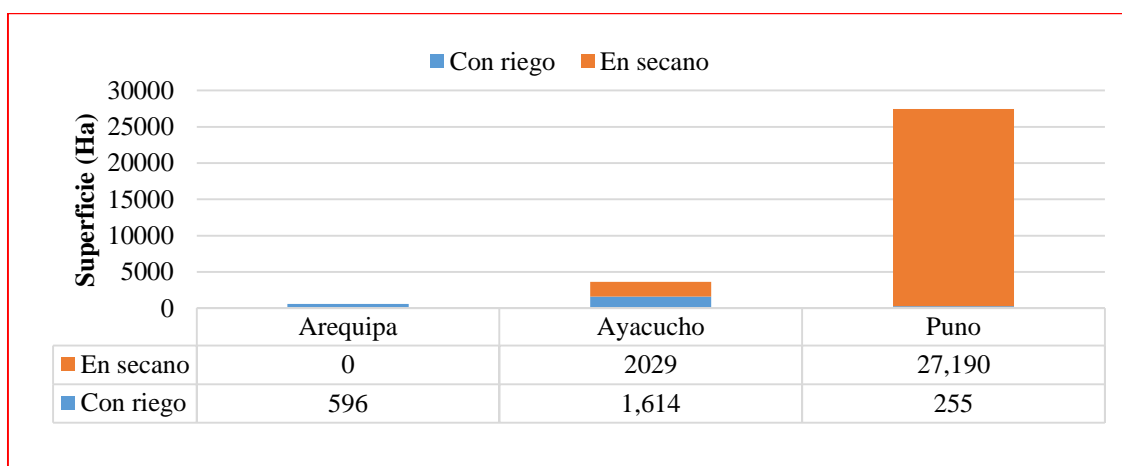 Con riego En secano
Superficie (Ha)
30000
25000
20000
15000
10000
5000
0
Arequipa Ayacucho Puno
En secano 0 2029 27,190
Con riego 596 1,614 255